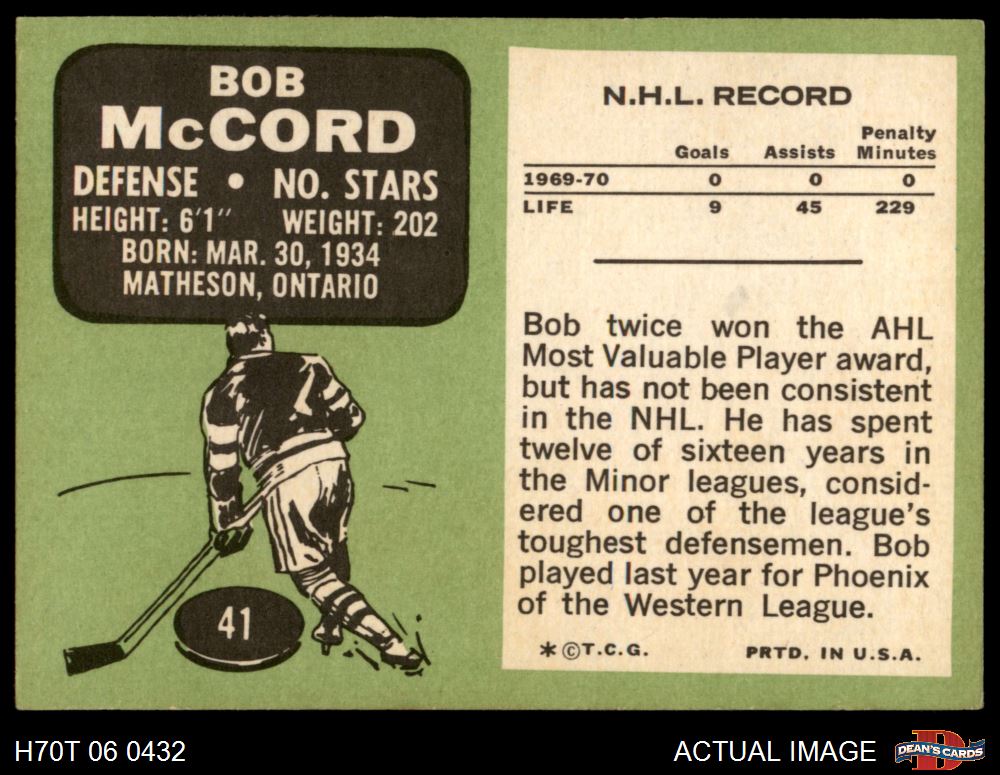 BOB
McCORD
DEFENSE • NO. STARS
HEIGHT: 6'1" WEIGHT: 202
BORN: MAR. 30, 1934
MATHESON, ONTARIO
41
N.H.L. RECORD
Goals Assists Penalty Minutes
1969-70 0 0 0
LIFE 9 45 229
Bob twice won the AHL
Most Valuable Player award,
but has not been consistent
in the NHL. He has spent
twelve of sixteen years in
the Minor leagues, consid-
ered one of the league's
toughest defensemen. Bob
played last year for Phoenix
of the Western League.
* ©T.C.G. PRTD. IN U.S.A.
H70T 06 0432 ACTUAL IMAGE DEAN'S CARDS